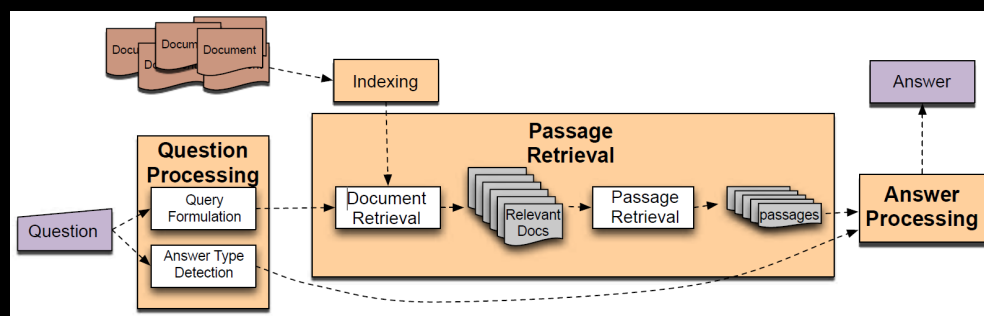 Docu
Docum
Document
D
Indexing
Answer
Question
Processing
Query
Formulation
Answer Type
Detection
Question
Passage
Retrieval
Document
Retrieval
Relevant
Docs
Passage
Retrieval
passages
Answer
Processing